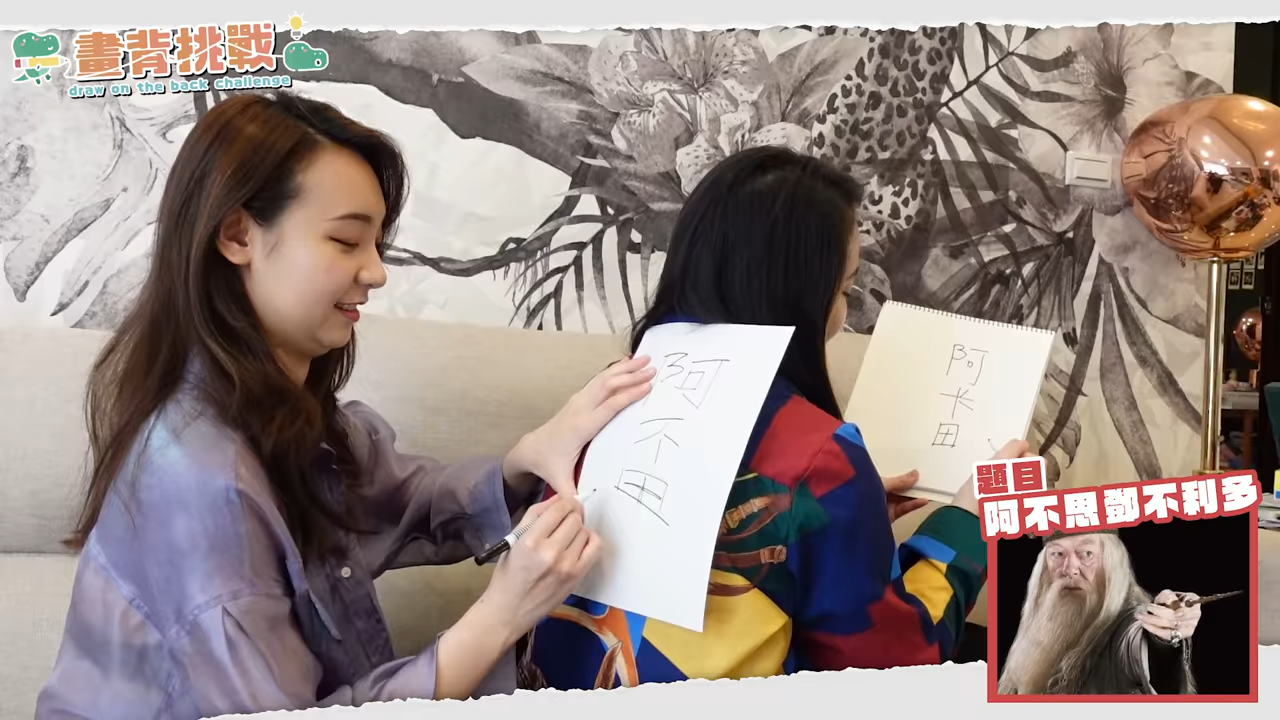 畫背挑戰
draw on the back challenge
阿
不
田
阿
卡
田
題目
阿不思鄧不利多